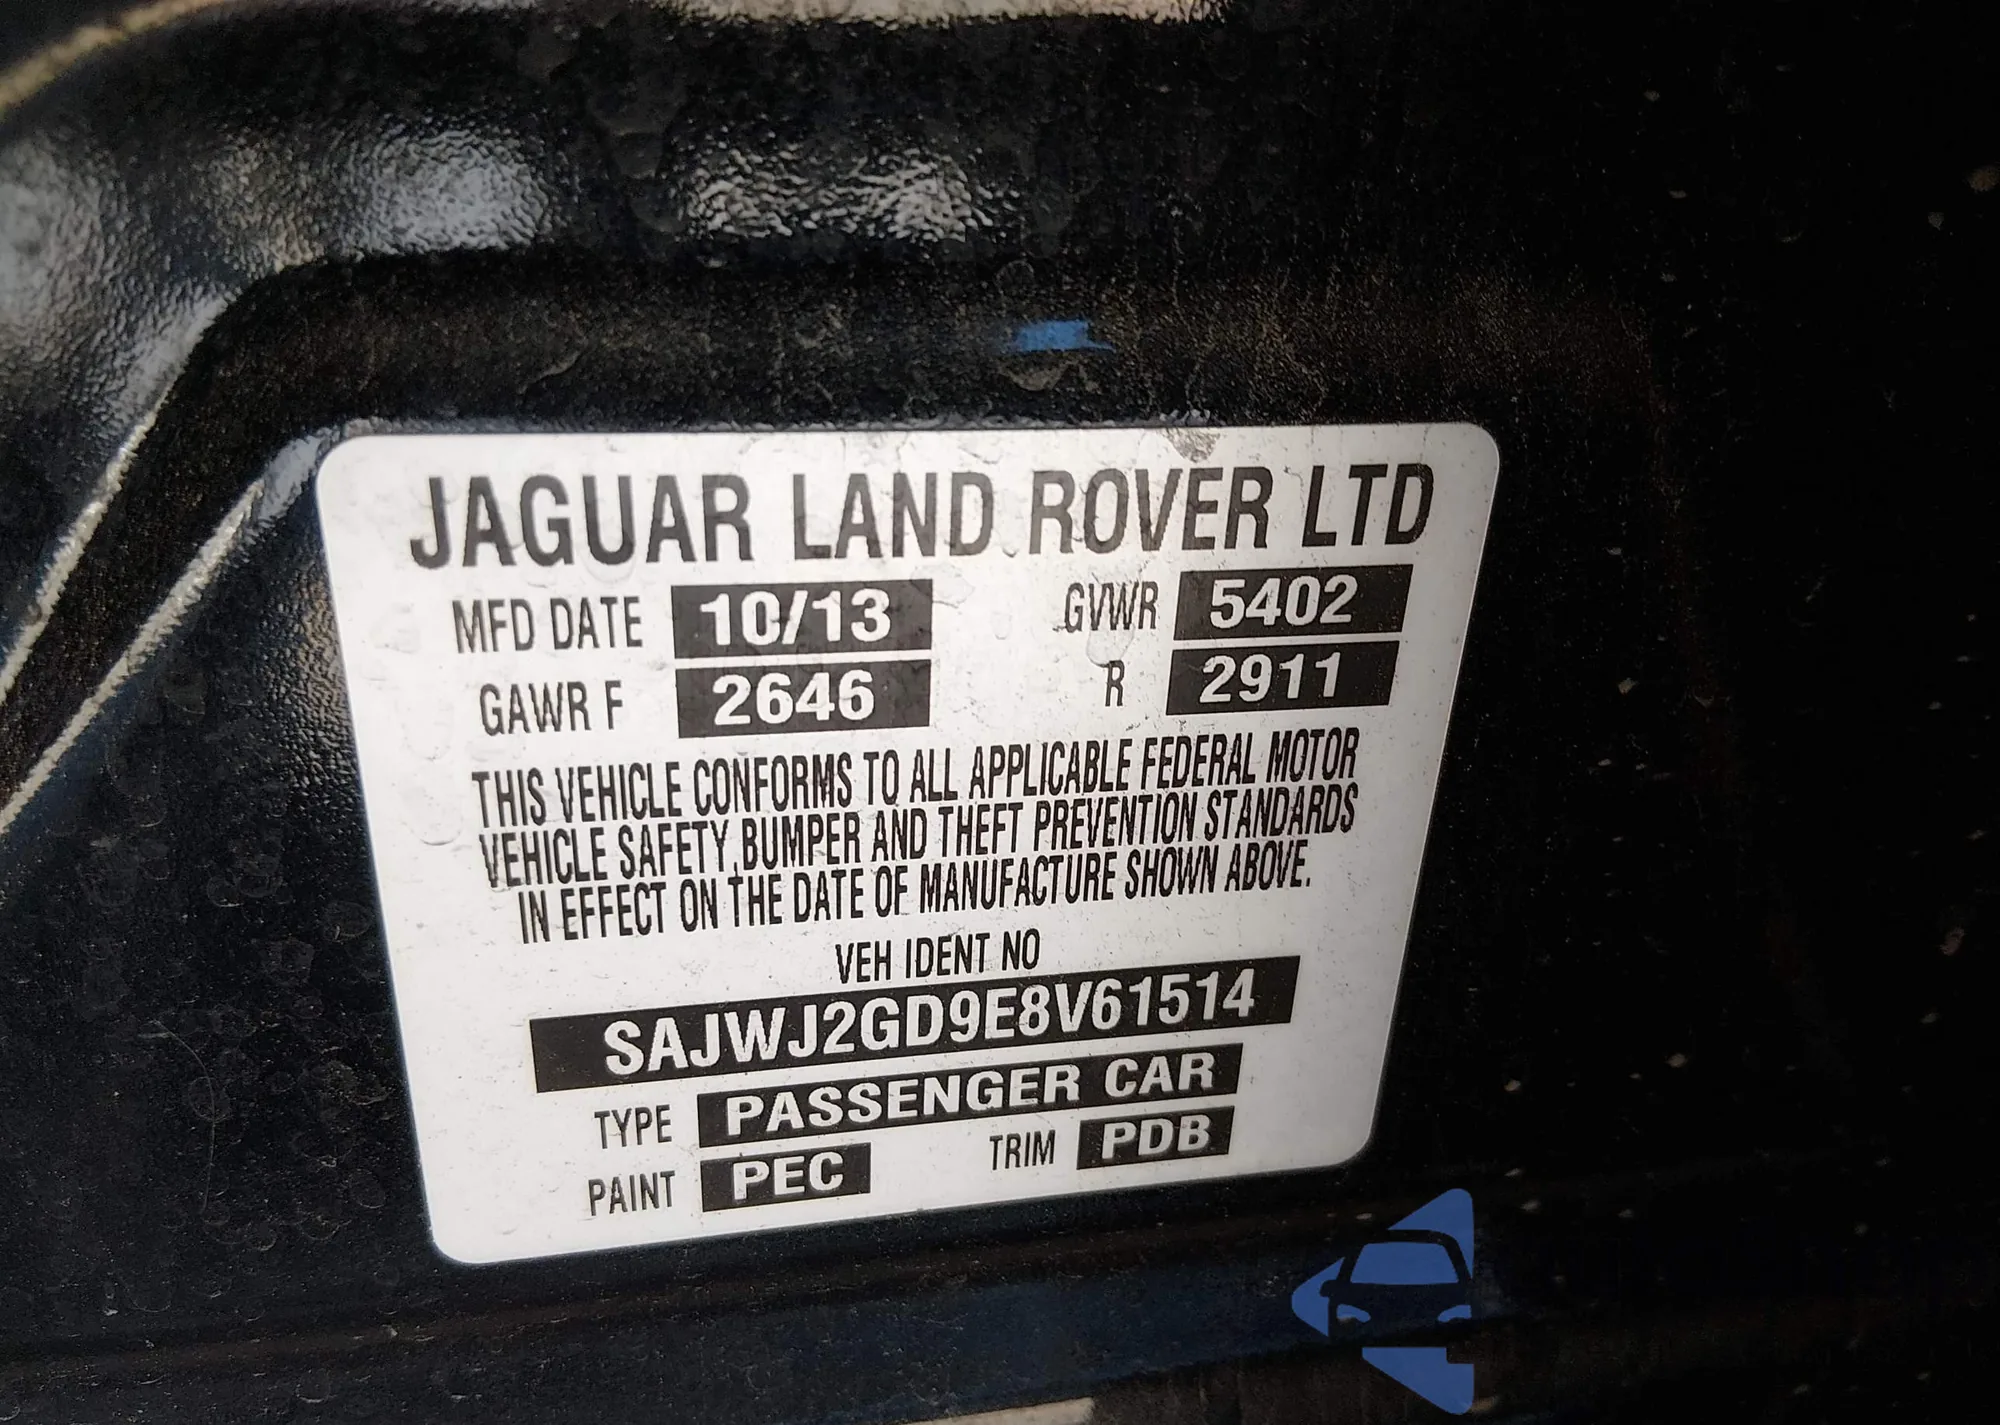 JAGUAR LAND ROVER LTD
MFD DATE 10/13 GVWR 5402
GAWR F 2646 R 2911
THIS VEHICLE CONFORMS TO ALL APPLICABLE FEDERAL MOTOR
VEHICLE SAFETY, BUMPER AND THEFT PREVENTION STANDARDS
IN EFFECT ON THE DATE OF MANUFACTURE SHOWN ABOVE.
VEH IDENT NO
SAJWJ2GD9E8V61514
TYPE PASSENGER CAR
PAINT PEC TRIM PDB